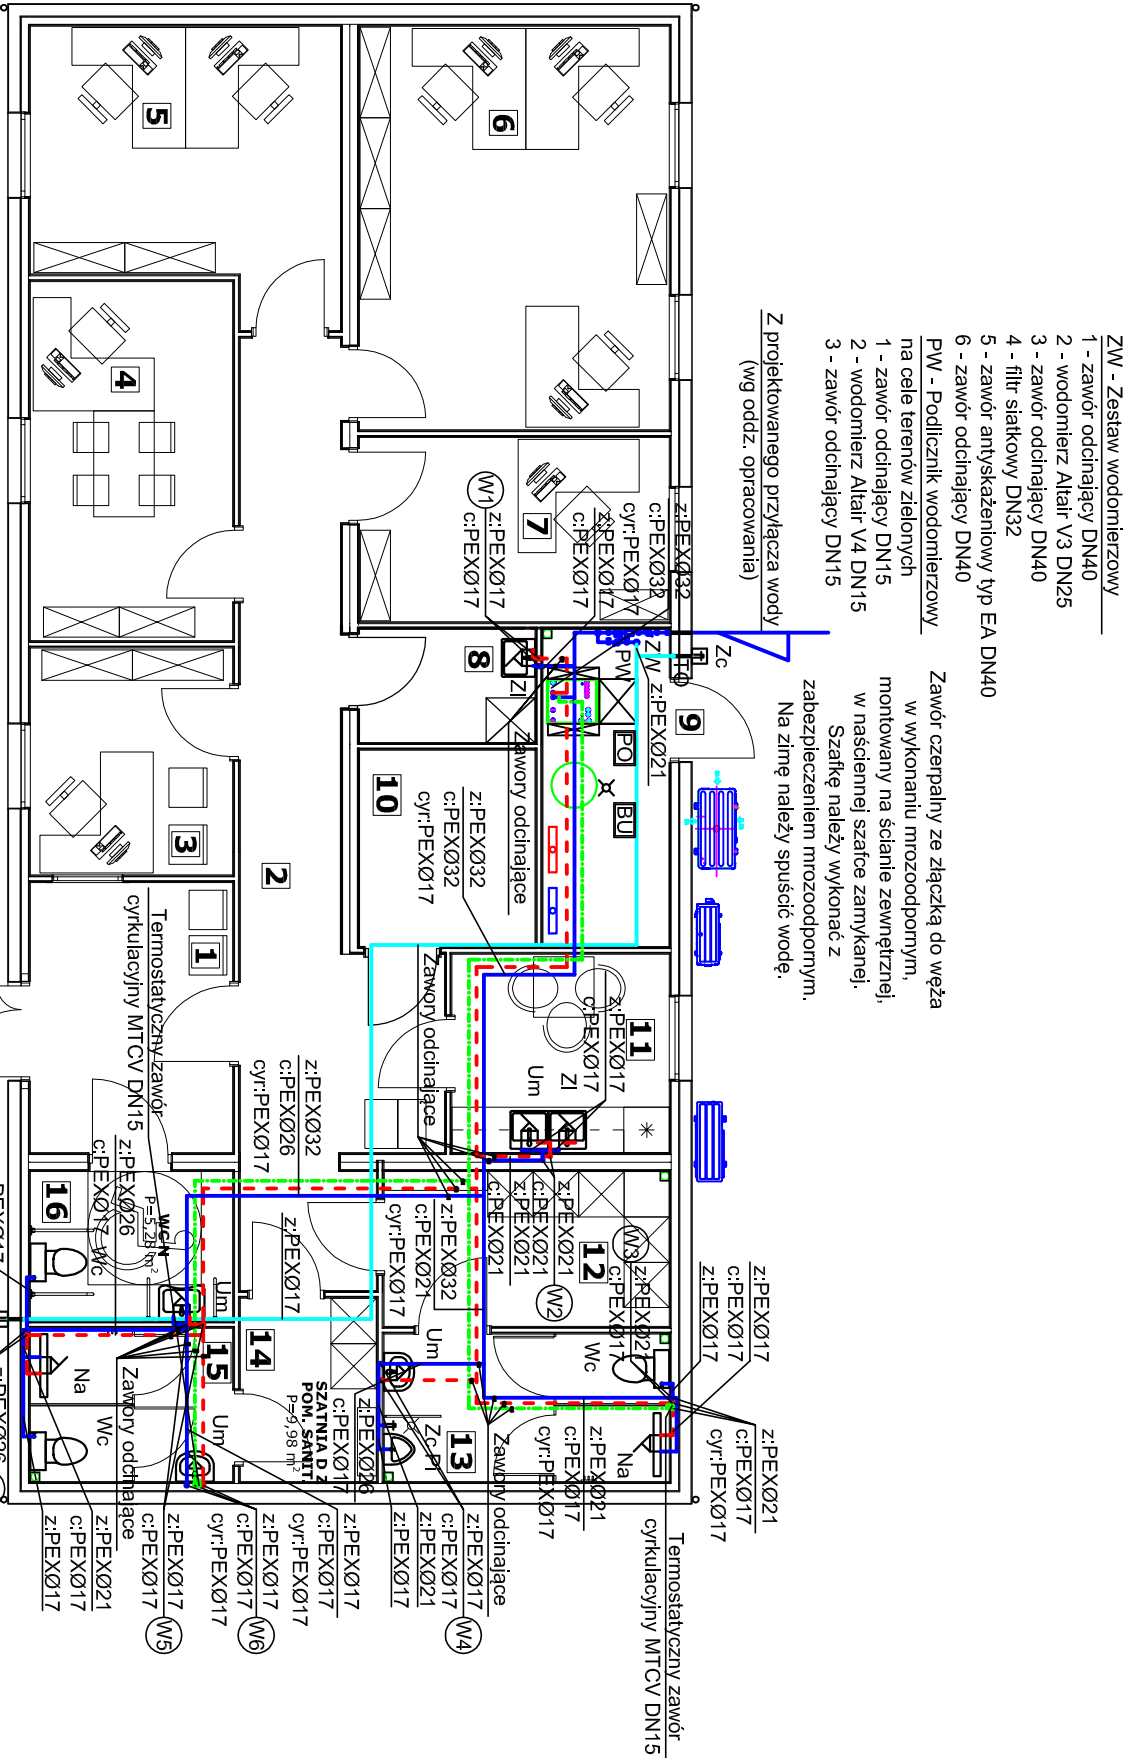 ZW - Zestaw wodomierzowy
1 - zawór odcinający DN40
2 - wodomierz Altair V3 DN25
3 - zawór odcinający DN40
4 - filtr siatkowy DN32
5 - zawór antyskażeniowy typ EA DN40
6 - zawór odcinający DN40
PW - Podlicznik wodomierzowy
na cele terenów zielonych
1 - zawór odcinający DN15
2 - wodomierz Altair V4 DN15
3 - zawór odcinający DN15
Z projektowanego przyłącza wody
(wg oddz. opracowania)
Zawór czerpalny ze złączką do węża
w wykonaniu mrozoodpornym,
montowany na ścianie zewnętrznej,
w naściennej szafce zamykanej.
Szafkę należy wykonać z
zabezpieczeniem mrozoodpornym.
Na zimę należy spuścić wodę.
5
6
4
7
W1
z:PEXØ17
c:PEXØ17
z:PEXØ32
c:PEXØ32
cyr:PEXØ17
z:PEXØ17
c:PEXØ17
Zc
ZW
PW
z:PEXØ21
8
Zl
9
PO
BU
Zawory odcinające
3
2
10
z:PEXØ32
c:PEXØ32
cyr:PEXØ17
1
Termostatyczny zawór
cyrkulacyjny MTCV DN15
Zawory odcinające
11
z:PEXØ17
c:PEXØ17
Zl
Um
z:PEXØ32
c:PEXØ26
cyr:PEXØ17
z:PEXØ26
c:PEXØ17
16
WCN
P=5,28 m²
Wc
Um
z:PEXØ17
z:PEXØ32
c:PEXØ21
cyr:PEXØ17
z:PEXØ21
c:PEXØ21
z:PEXØ21
c:PEXØ21
W2
12
W3
z:PEXØ21
c:PEXØ17
z:PEXØ17
c:PEXØ17
z:PEXØ17
Wc
Na
z:PEXØ21
c:PEXØ17
cyr:PEXØ17
z:PEXØ21
c:PEXØ17
cyr:PEXØ17
Termostatyczny zawór
cyrkulacyjny MTCV DN15
Um
Zc
Pi
13
Zawory odcinające
14
SZATNIA D Z
POM. SANIT.
P=9,98 m²
z:PEXØ26
c:PEXØ17
15
Na
Wc
Um
Zawory odcinające
z:PEXØ17
c:PEXØ17
W4
z:PEXØ21
z:PEXØ17
z:PEXØ17
c:PEXØ17
cyr:PEXØ17
z:PEXØ17
c:PEXØ17
cyr:PEXØ17
W6
z:PEXØ17
c:PEXØ17
W5
z:PEXØ21
c:PEXØ17
z:PEXØ17